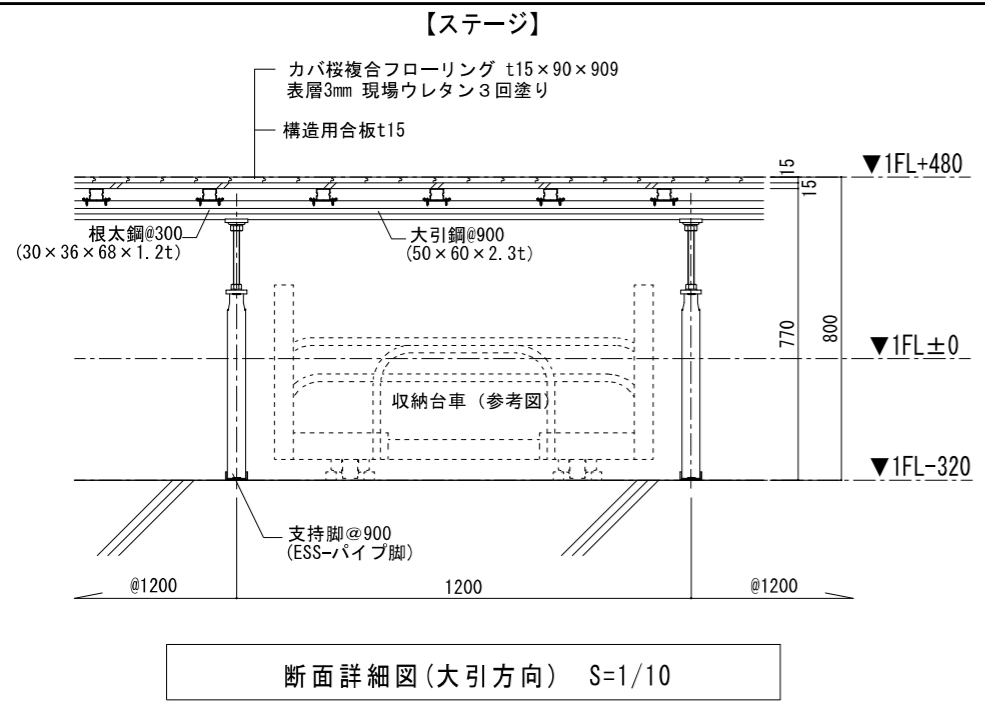 【ステージ】
カバ桜複合フローリング t15×90×909
表層3mm 現場ウレタン３回塗り
構造用合板t15
▼1FL+480
15
15
根太鋼@300
(30×36×68×1.2t)
大引鋼@900
(50×60×2.3t)
770
800
▼1FL±0
収納台車（参考図）
▼1FL-320
支持脚＠900
(ESS-パイプ脚)
@1200
1200
@1200
断面詳細図(大引方向) S=1/10